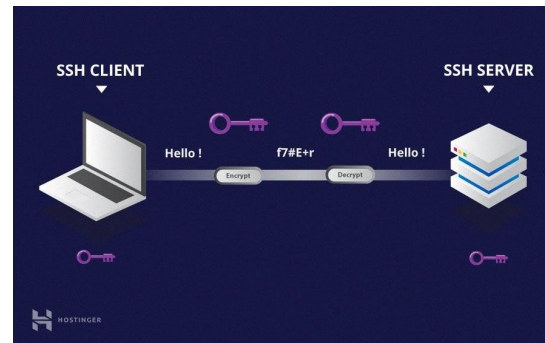 SSH CLIENT
SSH SERVER
Hello !
f7#E+r
Hello !
Encrypt
Decrypt
HOSTINGER